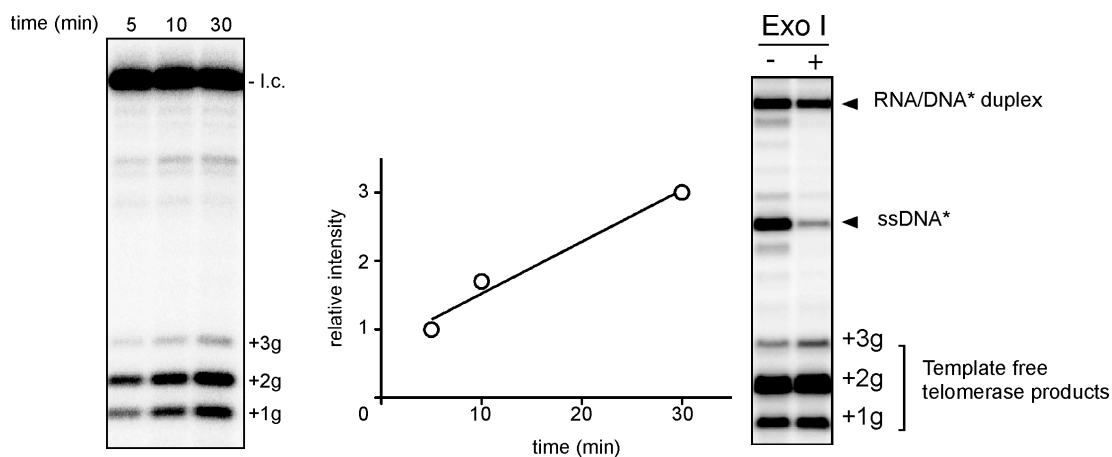 time (min) 5 10 30
- l.c.
+3g
+2g
+1g
relative intensity
3
2
1
0 10 20 30
time (min)
Exo I
- +
RNA/DNA* duplex
ssDNA*
+3g
+2g
+1g
Template free
telomerase products